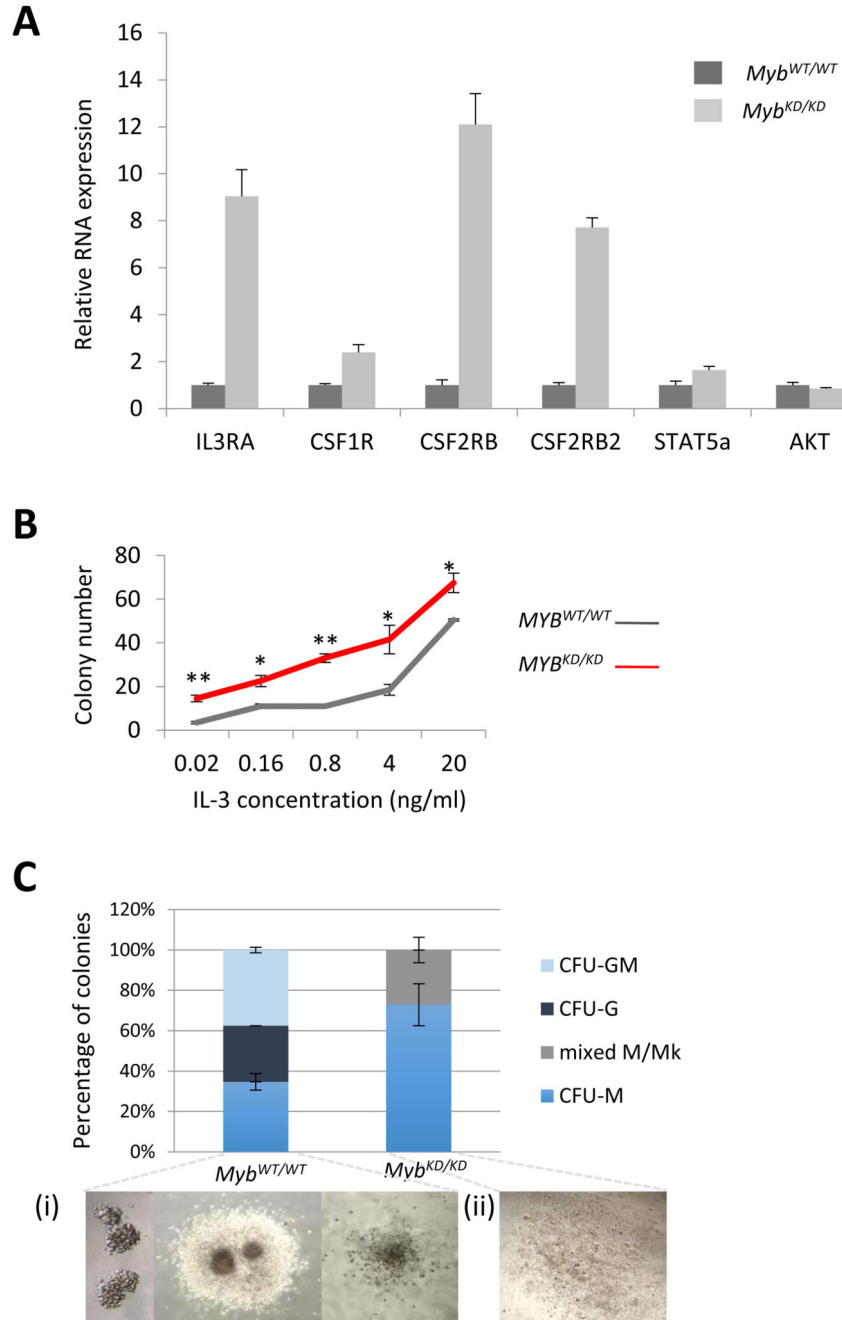 A
16
14
12
10
8
6
4
2
0
Relative RNA expression
Myb^WT/WT
Myb^KD/KD
IL3RA CSF1R CSF2RB CSF2RB2 STAT5a AKT
B
80
60
40
20
0
Colony number
** * ** * *
MYB^WT/WT
MYB^KD/KD
0.02 0.16 0.8 4 20
IL-3 concentration (ng/ml)
C
120%
100%
80%
60%
40%
20%
0%
Percentage of colonies
CFU-GM
CFU-G
mixed M/Mk
CFU-M
Myb^WT/WT Myb^KD/KD
(i) (ii)